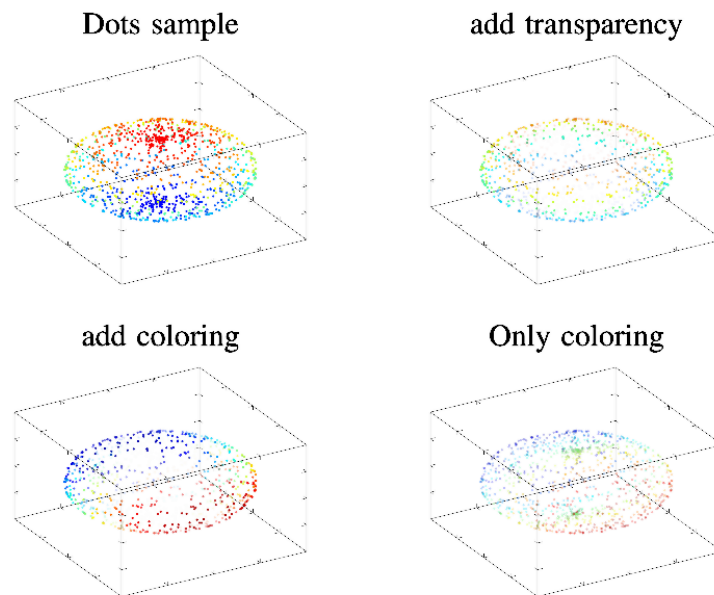 Dots sample
add transparency
add coloring
Only coloring